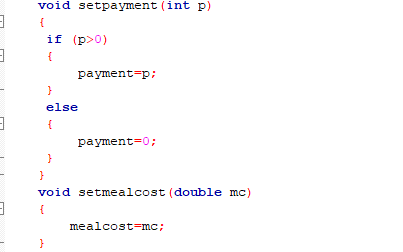 void setpayment(int p)
{
if (p>0)
{
payment=p;
}
else
{
payment=0;
}
}
void setmealcost(double mc)
{
mealcost=mc;
}